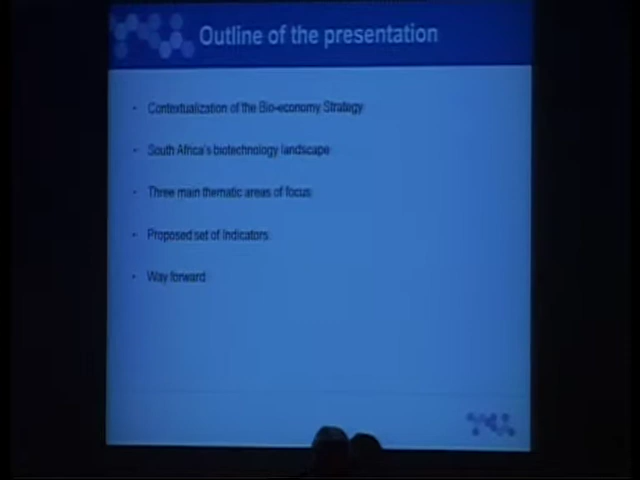 Outline of the presentation
• Contextualization of the Bio-economy Strategy
• South Africa's biotechnology landscape
• Three main thematic areas of focus
• Proposed set of Indicators
• Way forward